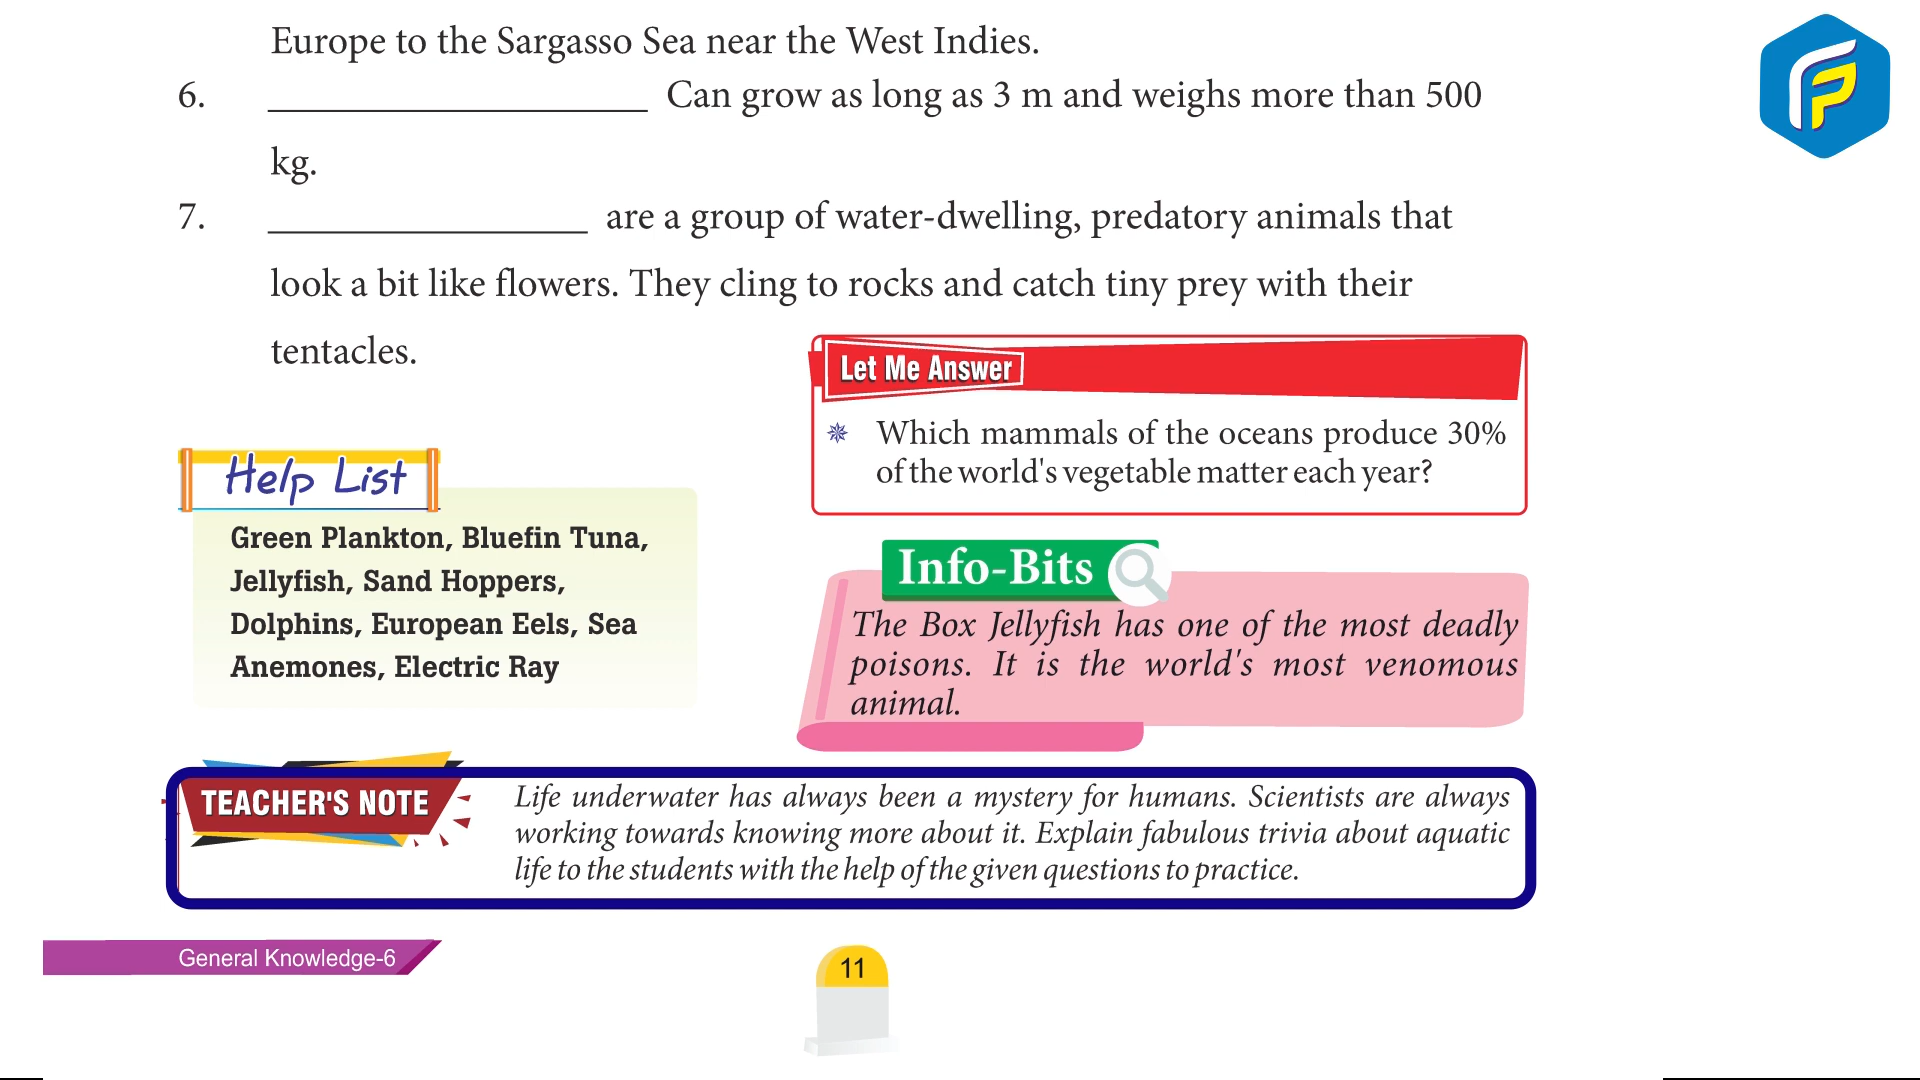 Europe to the Sargasso Sea near the West Indies.
6. ____________________ Can grow as long as 3 m and weighs more than 500
kg.
7. _________________ are a group of water-dwelling, predatory animals that
look a bit like flowers. They cling to rocks and catch tiny prey with their
tentacles.
Let Me Answer
Which mammals of the oceans produce 30%
of the world's vegetable matter each year?
Help List
Green Plankton, Bluefin Tuna,
Jellyfish, Sand Hoppers,
Dolphins, European Eels, Sea
Anemones, Electric Ray
Info-Bits
The Box Jellyfish has one of the most deadly
poisons. It is the world's most venomous
animal.
TEACHER'S NOTE
Life underwater has always been a mystery for humans. Scientists are always
working towards knowing more about it. Explain fabulous trivia about aquatic
life to the students with the help of the given questions to practice.
General Knowledge-6
11